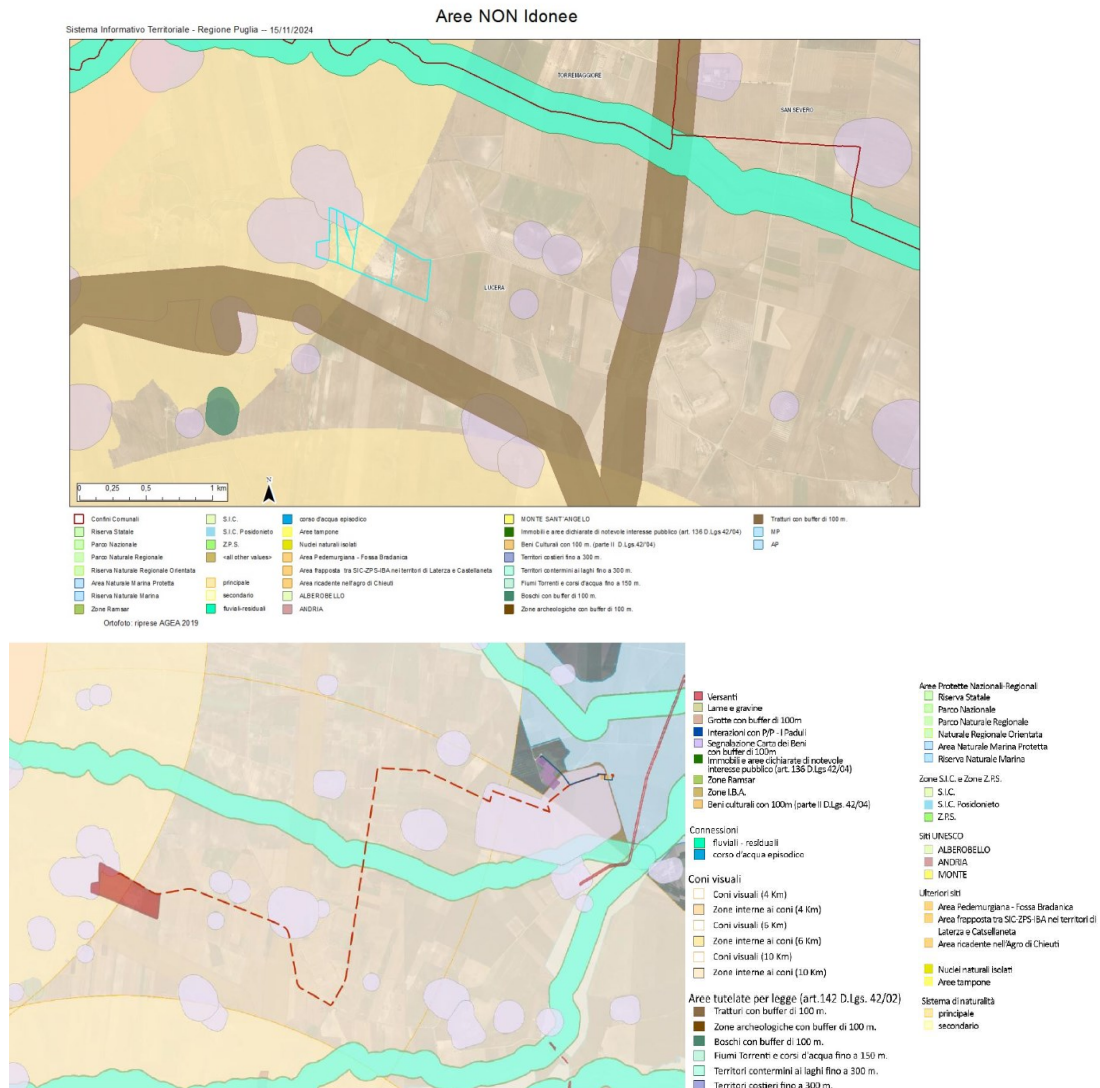 Aree NON Idonee
Sistema Informativo Territoriale - Regione Puglia -- 15/11/2024
TORREMAGGIORE
SAN SEVERO
LUCERA
0 0,25 0,5 1 km
N
Confini Comunali
Riserva Statale
Parco Nazionale
Parco Naturale Regionale
Riserva Naturale Regionale Orientata
Area Naturale Marina Protetta
Riserva Naturale Marina
Zone Ramsar
S.I.C.
S.I.C. Posidonieto
Z.P.S.
<all other values>
principale
secondario
fluviali-residuali
corso d'acqua episodico
Aree tampone
Nuclei naturali isolati
Area Pedemurgiana - Fossa Bradanica
Area frapposta tra SIC-ZPS-IBA nei territori di Laterza e Castellaneta
Area ricadente nell'agro di Chieuti
ALBEROBELLO
ANDRIA
MONTE SANT'ANGELO
Immobili e aree dichiarate di notevole interesse pubblico (art. 136 D.Lgs 42/04)
Beni Culturali con 100 m. (parte II D.Lgs.42/04)
Territori costieri fino a 300 m.
Territori contermini ai laghi fino a 300 m.
Fiumi Torrenti e corsi d'acqua fino a 150 m.
Boschi con buffer di 100 m.
Zone archeologiche con buffer di 100 m.
Tratturi con buffer di 100 m.
MP
AP
Ortofoto: riprese AGEA 2019
Versanti
Lame e gravine
Grotte con buffer di 100m
Interazioni con P/P - I Paduli
Segnalazione Carta dei Beni
con buffer di 100m
Immobili e aree dichiarate di notevole
interesse pubblico (art. 136 D.Lgs 42/04)
Zone Ramsar
Zone I.B.A.
Beni culturali con 100m (parte II D.Lgs. 42/04)
Connessioni
fluviali - residuali
corso d'acqua episodico
Coni visuali
Coni visuali (4 Km)
Zone interne ai coni (4 Km)
Coni visuali (6 Km)
Zone interne ai coni (6 Km)
Coni visuali (10 Km)
Zone interne ai coni (10 Km)
Aree tutelate per legge (art.142 D.Lgs. 42/02)
Tratturi con buffer di 100 m.
Zone archeologiche con buffer di 100 m.
Boschi con buffer di 100 m.
Fiumi Torrenti e corsi d'acqua fino a 150 m.
Territori contermini ai laghi fino a 300 m.
Territori costieri fino a 300 m.
Aree Protette Nazionali-Regionali
Riserva Statale
Parco Nazionale
Parco Naturale Regionale
Naturale Regionale Orientata
Area Naturale Marina Protetta
Riserva Naturale Marina
Zone S.I.C. e Zone Z.P.S.
S.I.C.
S.I.C. Posidonieto
Z.P.S.
Siti UNESCO
ALBEROBELLO
ANDRIA
MONTE
Ulteriori siti
Area Pedemurgiana - Fossa Bradanica
Area frapposta tra SIC-ZPS-IBA nei territori di
Laterza e Catsellaneta
Area ricadente nell'Agro di Chieuti
Nuclei naturali isolati
Aree tampone
Sistema di naturalità
principale
secondario